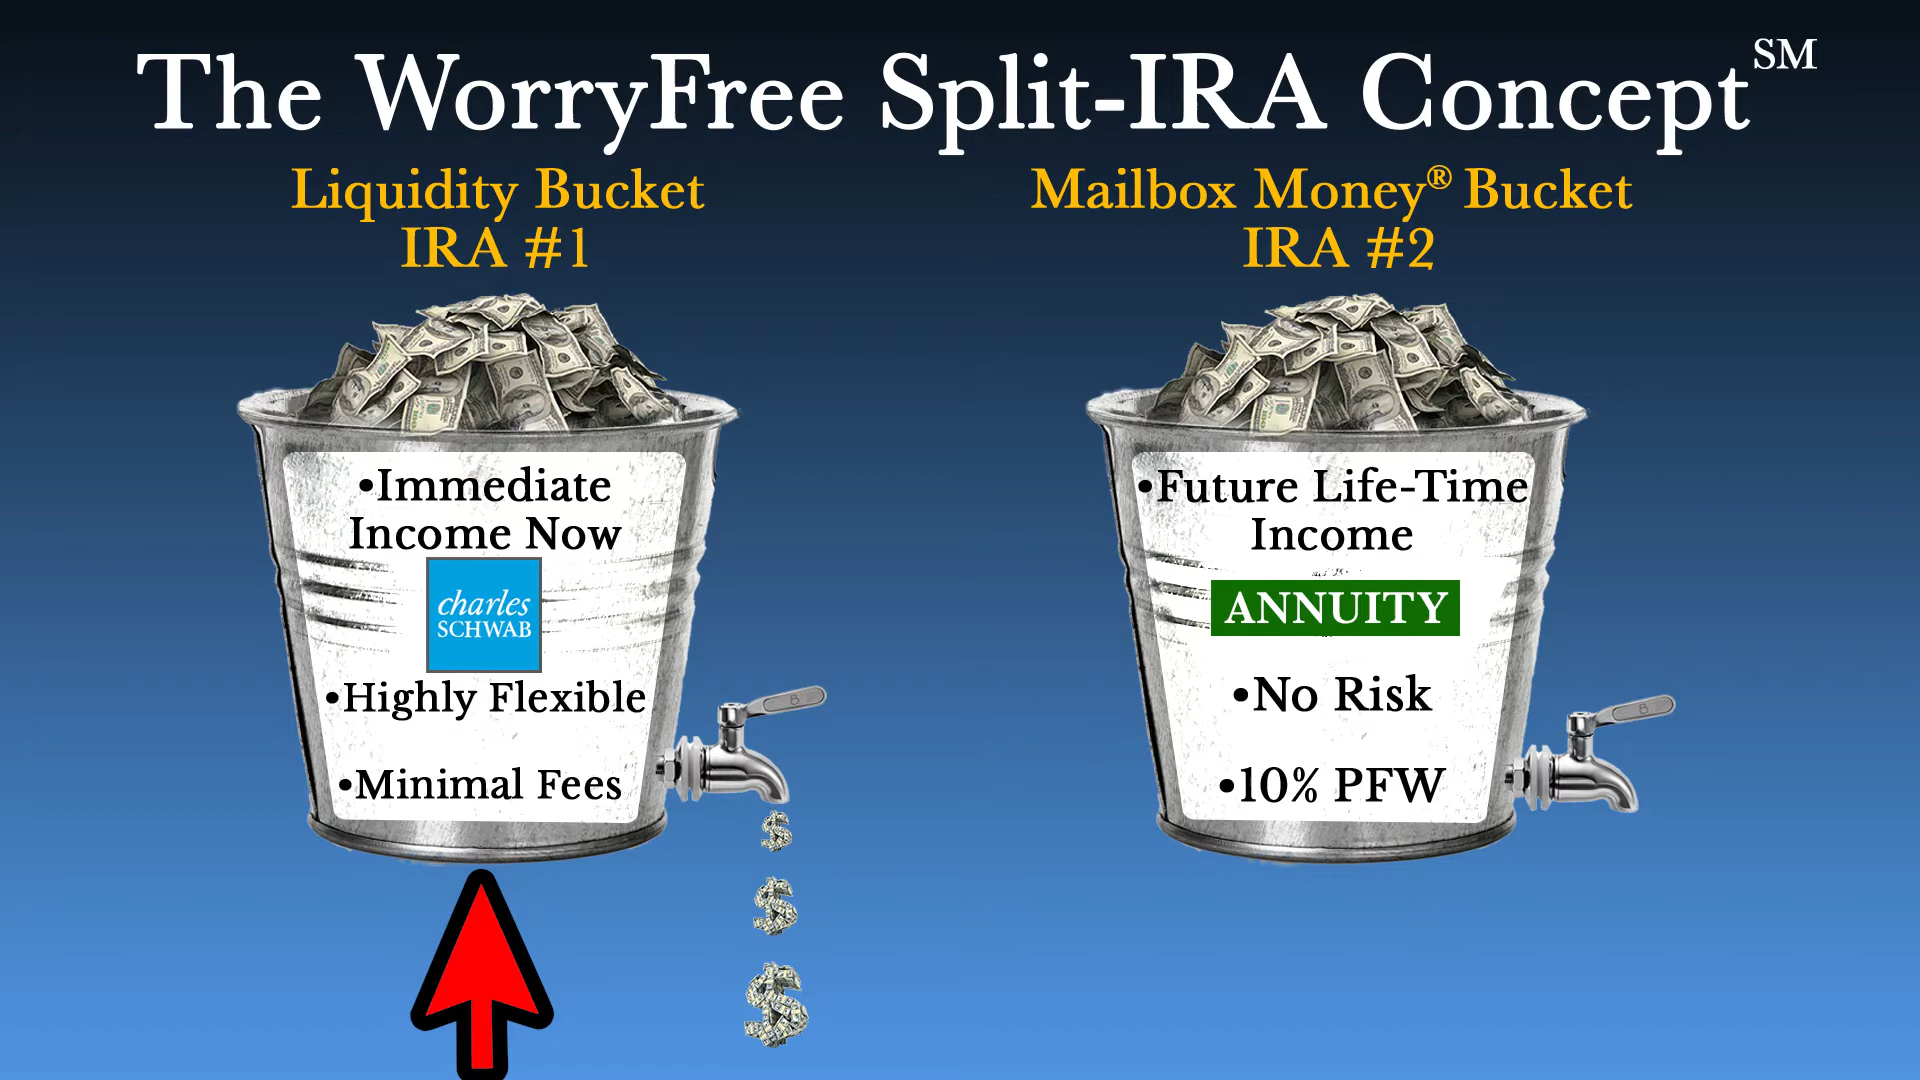 The WorryFree Split-IRA Concept℠
Liquidity Bucket
IRA #1
•Immediate
Income Now
charles
SCHWAB
•Highly Flexible
•Minimal Fees
Mailbox Money® Bucket
IRA #2
•Future Life-Time
Income
ANNUITY
•No Risk
•10% PFW